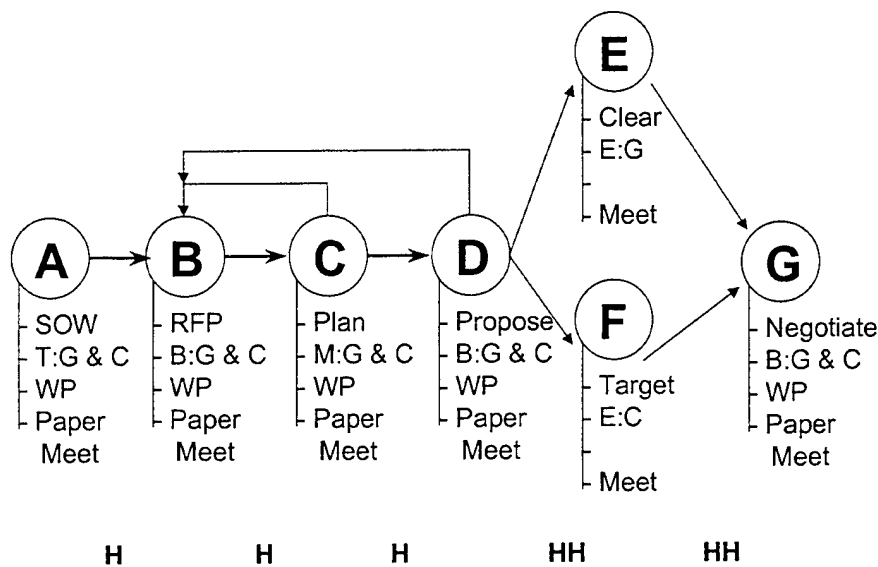 A
SOW
T:G & C
WP
Paper
Meet
B
RFP
B:G & C
WP
Paper
Meet
C
Plan
M:G & C
WP
Paper
Meet
D
Propose
B:G & C
WP
Paper
Meet
E
Clear
E:G
Meet
F
Target
E:C
Meet
G
Negotiate
B:G & C
WP
Paper
Meet
H H H HH HH